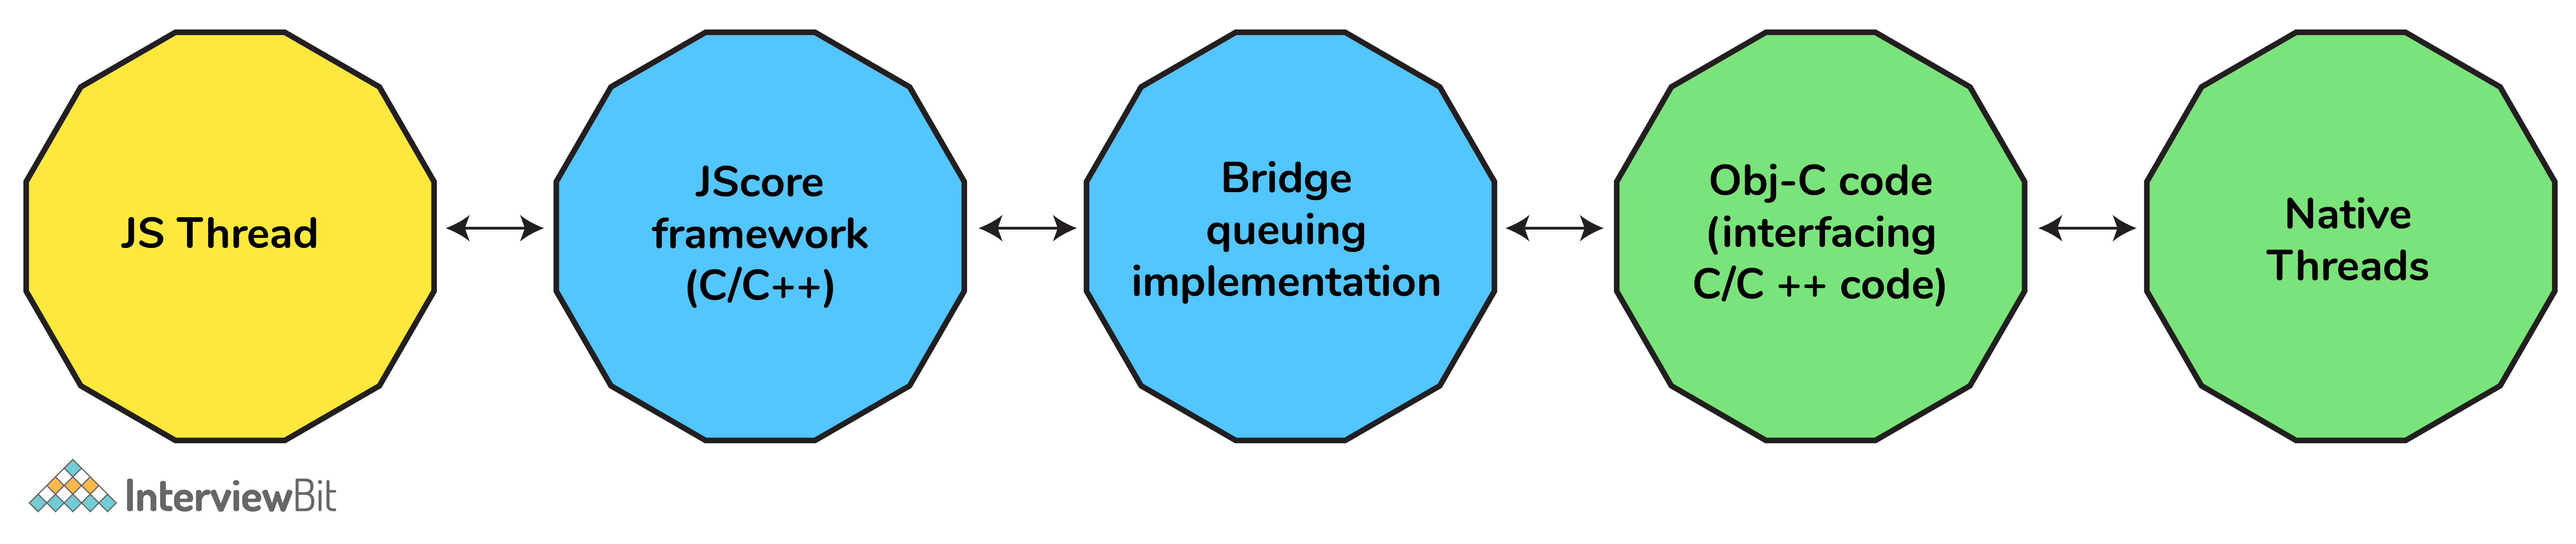 JS Thread
JScore
framework
(C/C++)
Bridge
queuing
implementation
Obj-C code
(interfacing
C/C ++ code)
Native
Threads
InterviewBit